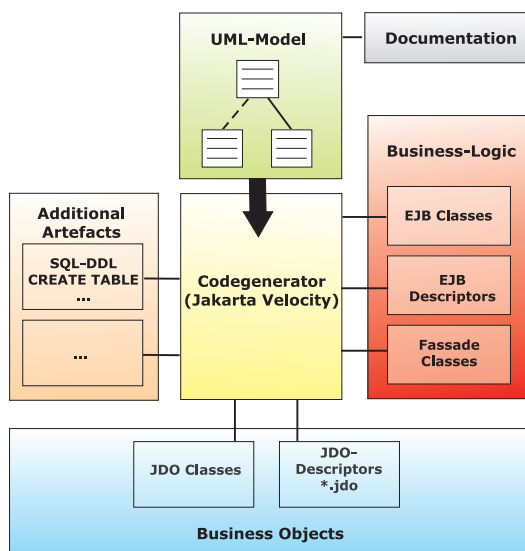 UML-Model
Documentation
Business-Logic
EJB Classes
EJB
Descriptors
Fassade
Classes
Additional
Artefacts
SQL-DDL
CREATE TABLE
...
...
Codegenerator
(Jakarta Velocity)
JDO Classes
JDO-
Descriptors
*.jdo
Business Objects